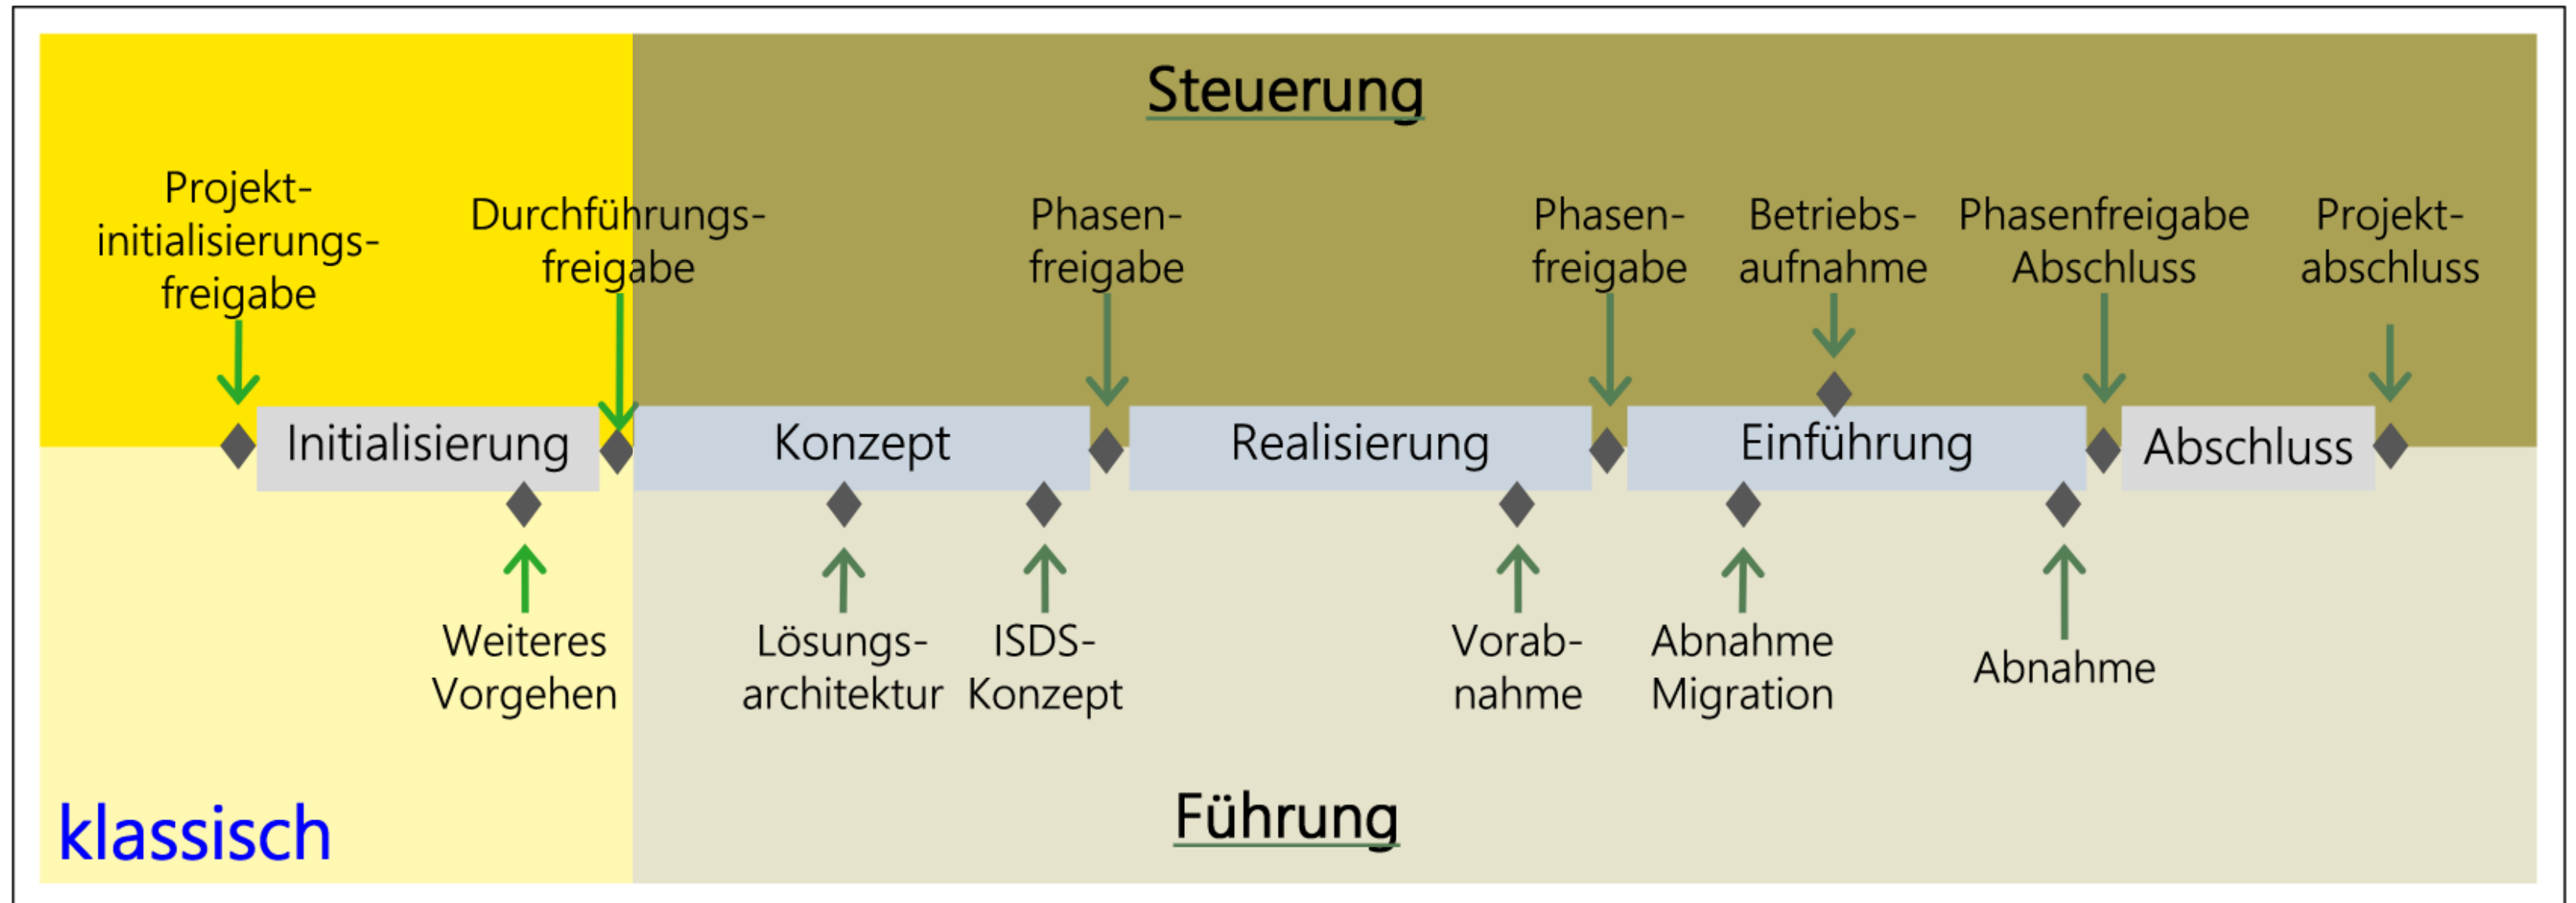 Steuerung
Projekt-
initialisierungs-
freigabe
Durchführungs-
freigabe
Phasen-
freigabe
Phasen-
freigabe
Betriebs-
aufnahme
Phasenfreigabe
Abschluss
Projekt-
abschluss
Initialisierung
Konzept
Realisierung
Einführung
Abschluss
Weiteres
Vorgehen
Lösungs-
architektur
ISDS-
Konzept
Vorab-
nahme
Abnahme
Migration
Abnahme
klassisch
Führung